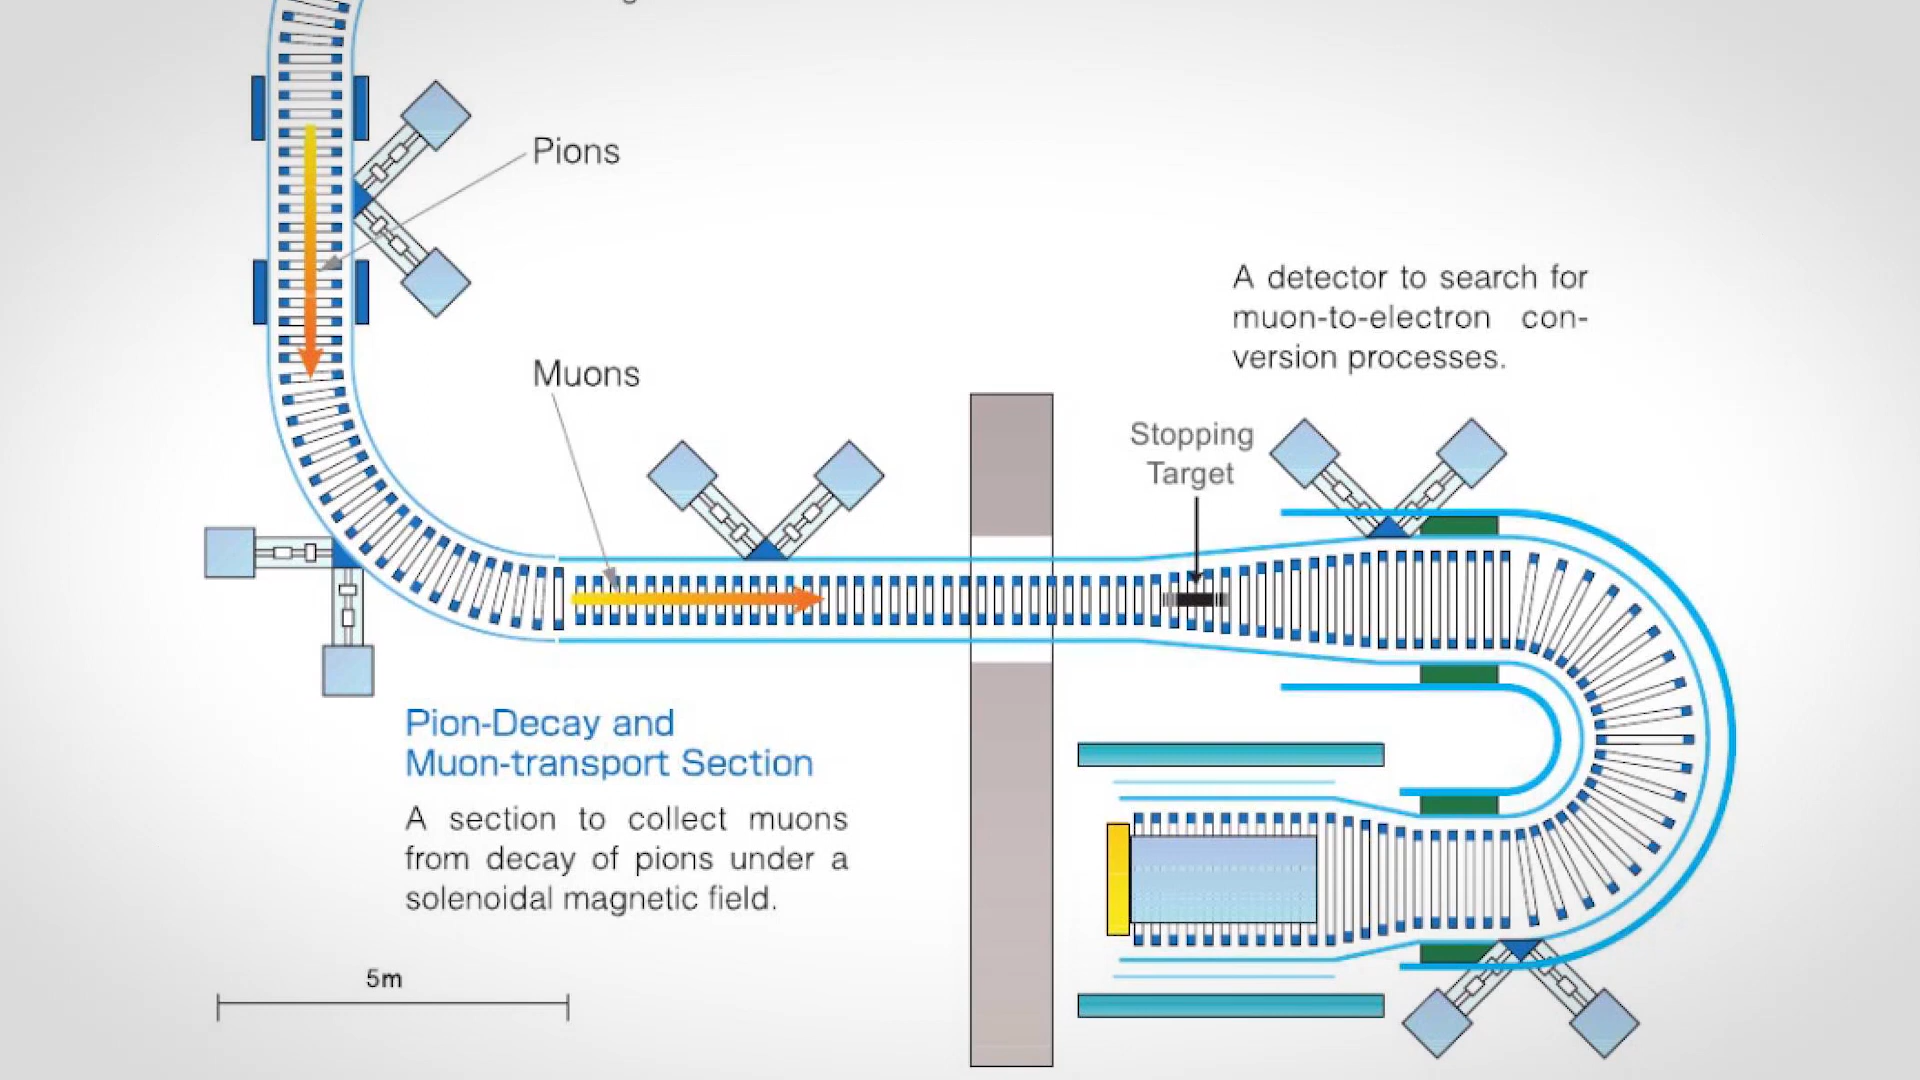 Pions
Muons
A detector to search for
muon-to-electron con-
version processes.
Stopping
Target
Pion-Decay and
Muon-transport Section
A section to collect muons
from decay of pions under a
solenoidal magnetic field.
5m